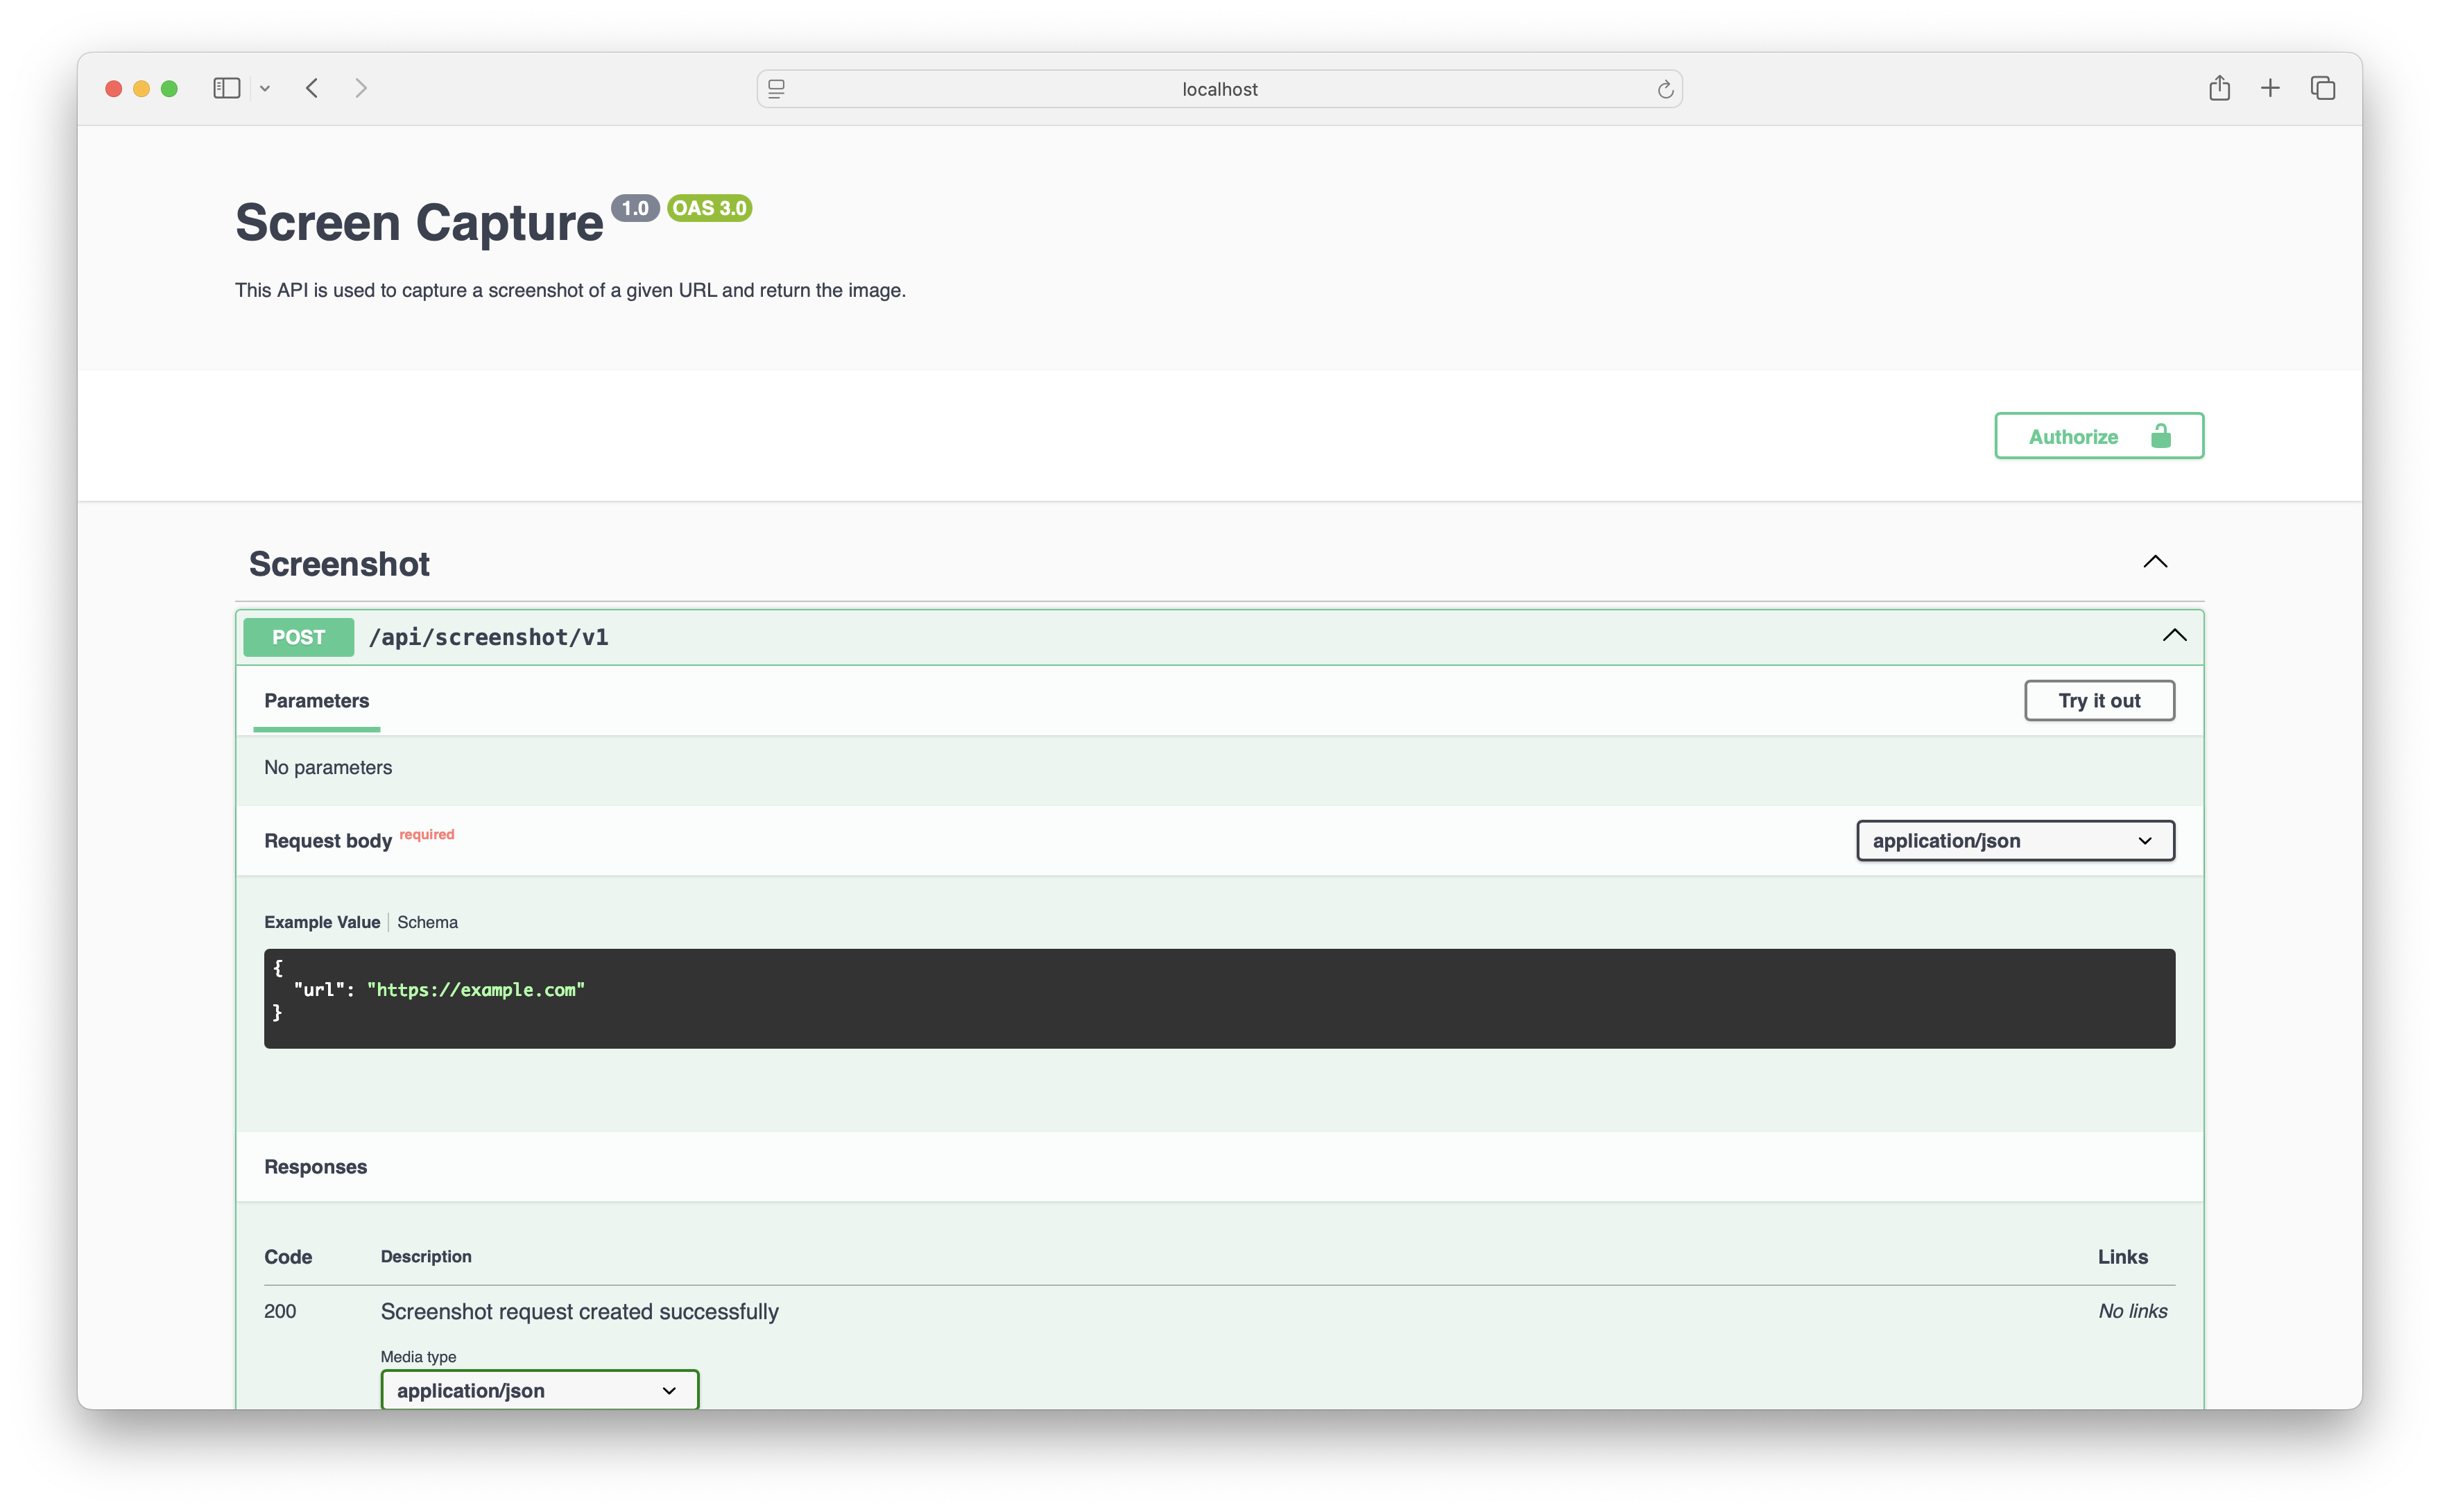 localhost
Screen Capture 1.0 OAS 3.0
This API is used to capture a screenshot of a given URL and return the image.
Authorize
Screenshot
POST /api/screenshot/v1
Parameters
Try it out
No parameters
Request body required
application/json
Example Value Schema
{
"url": "https://example.com"
}
Responses
Code Description Links
200 Screenshot request created successfully No links
Media type
application/json